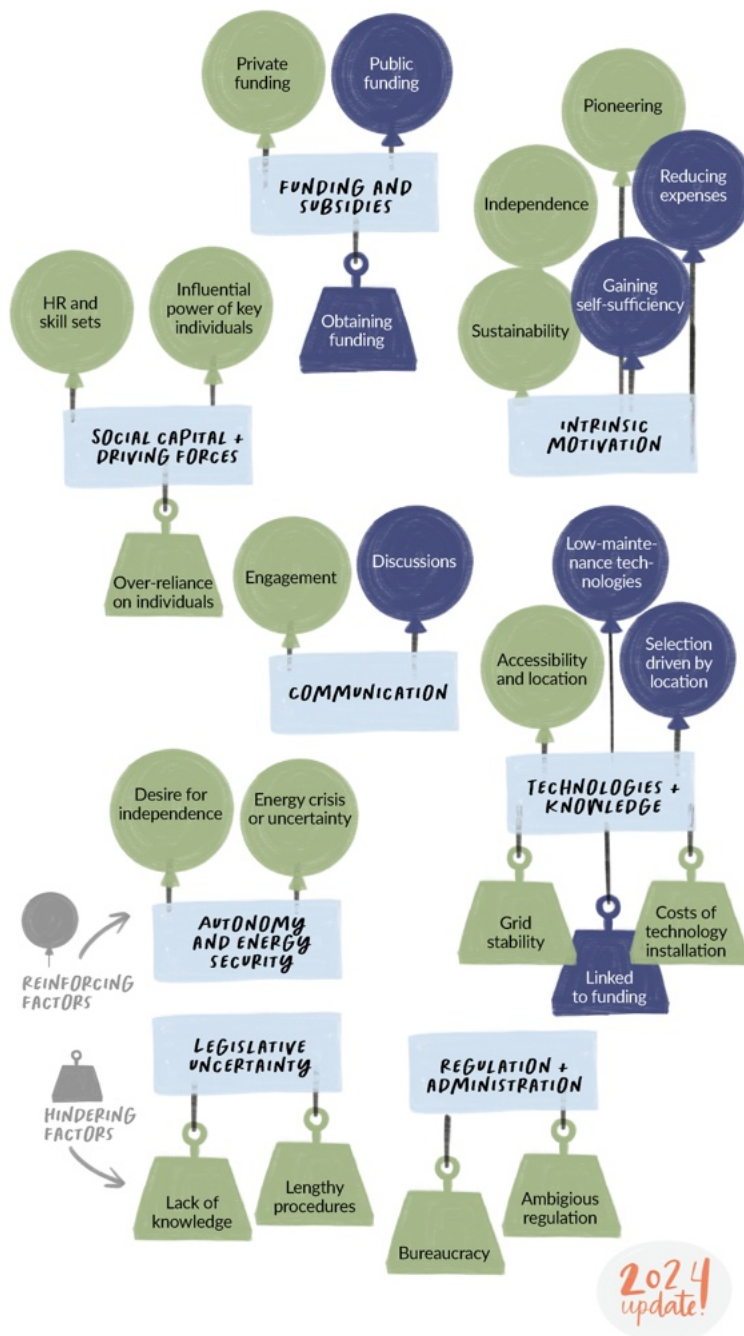 Private
funding
Public
funding
FUNDING AND
SUBSIDIES
Obtaining
funding
Pioneering
Reducing
expenses
Independence
Gaining
self-sufficiency
Sustainability
INTRINSIC
MOTIVATION
HR and
skill sets
Influential
power of key
individuals
SOCIAL CAPITAL +
DRIVING FORCES
Over-reliance
on individuals
Engagement
Discussions
COMMUNICATION
Low-mainte-
nance tech-
nologies
Accessibility
and location
Selection
driven by
location
TECHNOLOGIES +
KNOWLEDGE
Grid
stability
Linked
to funding
Costs of
technology
installation
Desire for
independence
Energy crisis
or uncertainty
AUTONOMY
AND ENERGY
SECURITY
REINFORCING
FACTORS
HINDERING
FACTORS
LEGISLATIVE
UNCERTAINTY
Lack of
knowledge
Lengthy
procedures
REGULATION +
ADMINISTRATION
Bureaucracy
Ambigious
regulation
2024
update!